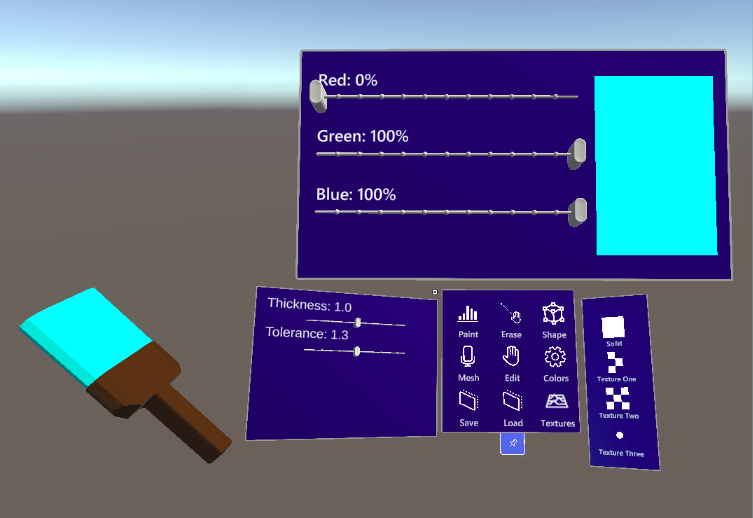 Red: 0%
Green: 100%
Blue: 100%
Thickness: 1.0
Tolerance: 1.3
Paint Erase Shape
Mesh Edit Colors
Save Load Textures
Solid
Texture One
Texture Two
Texture Three